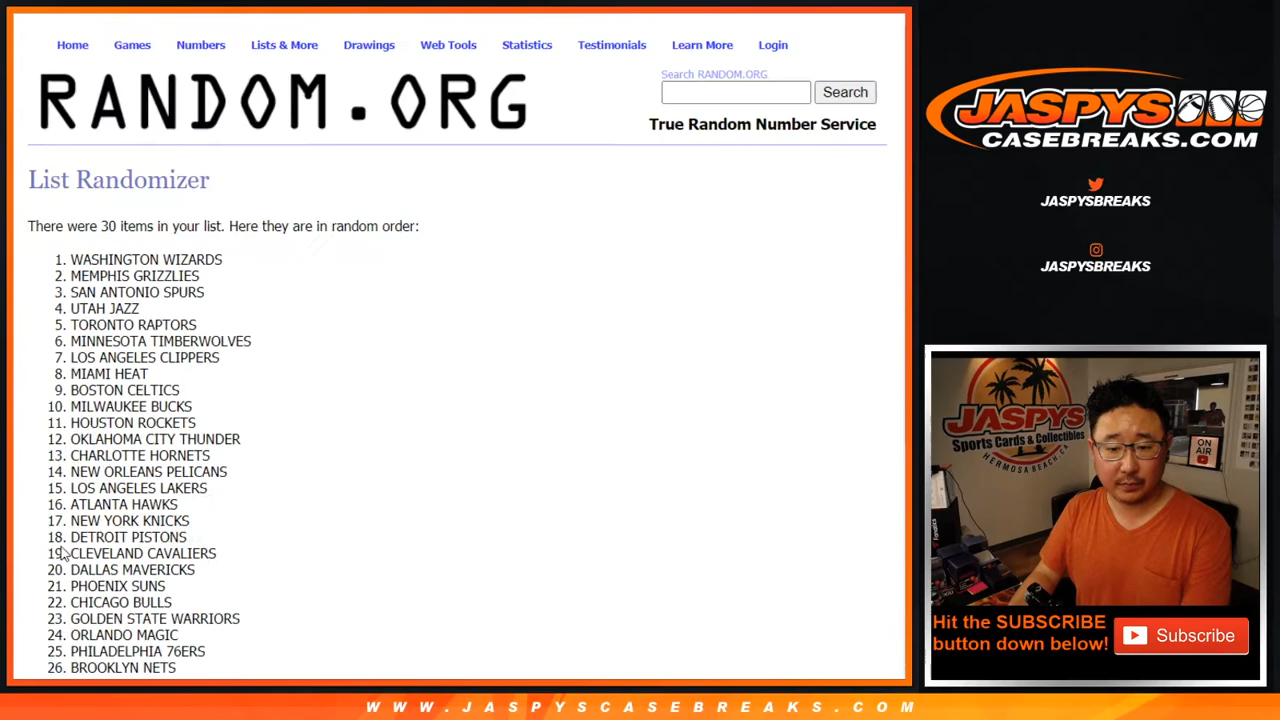 Home Games Numbers Lists & More Drawings Web Tools Statistics Testimonials Learn More Login
RANDOM.ORG
Search RANDOM.ORG
Search
True Random Number Service
List Randomizer
There were 30 items in your list. Here they are in random order:
1. WASHINGTON WIZARDS
2. MEMPHIS GRIZZLIES
3. SAN ANTONIO SPURS
4. UTAH JAZZ
5. TORONTO RAPTORS
6. MINNESOTA TIMBERWOLVES
7. LOS ANGELES CLIPPERS
8. MIAMI HEAT
9. BOSTON CELTICS
10. MILWAUKEE BUCKS
11. HOUSTON ROCKETS
12. OKLAHOMA CITY THUNDER
13. CHARLOTTE HORNETS
14. NEW ORLEANS PELICANS
15. LOS ANGELES LAKERS
16. ATLANTA HAWKS
17. NEW YORK KNICKS
18. DETROIT PISTONS
19. CLEVELAND CAVALIERS
20. DALLAS MAVERICKS
21. PHOENIX SUNS
22. CHICAGO BULLS
23. GOLDEN STATE WARRIORS
24. ORLANDO MAGIC
25. PHILADELPHIA 76ERS
26. BROOKLYN NETS
JASPYS
CASEBREAKS.COM
JASPYSBREAKS
JASPYSBREAKS
JASPYS
Sports Cards & Collectibles
HERMOSA BEACH, CA
ON AIR
Hit the SUBSCRIBE
button down below!
Subscribe
WWW.JASPYSCASEBREAKS.COM